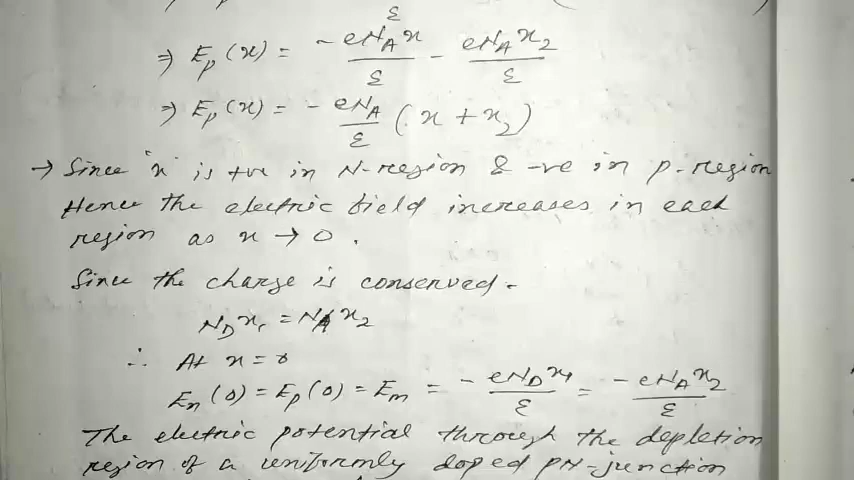 ⇒ E_p (x) = - eN_A x / ε - eN_A x_2 / ε
⇒ E_p (x) = - eN_A / ε (x + x_2)
→ Since 'x' is +ve in N-region & -ve in p-region
Hence the electric field increases in each
region as x → 0.
Since the charge is conserved -
N_D x_1 = N_A x_2
∴ At x = 0
E_n (0) = E_p (0) = E_m = - eN_D x_1 / ε = - eN_A x_2 / ε
The electric potential through the depletion
region of a uniformly doped PN-junction